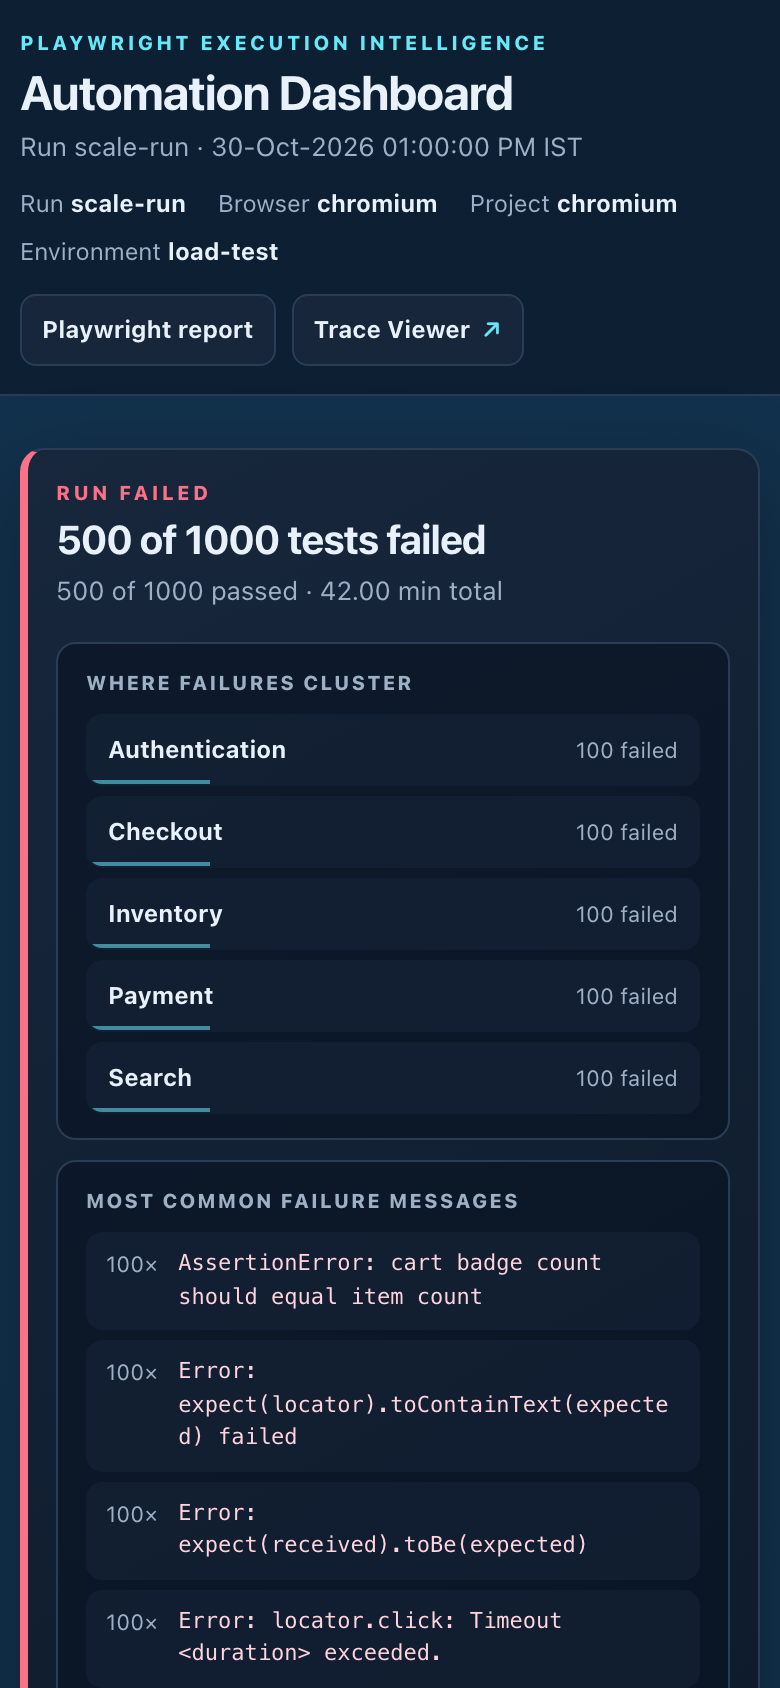 PLAYWRIGHT EXECUTION INTELLIGENCE
Automation Dashboard
Run scale-run · 30-Oct-2026 01:00:00 PM IST
Run scale-run Browser chromium Project chromium
Environment load-test
Playwright report Trace Viewer ↗
RUN FAILED
500 of 1000 tests failed
500 of 1000 passed · 42.00 min total
WHERE FAILURES CLUSTER
Authentication 100 failed
Checkout 100 failed
Inventory 100 failed
Payment 100 failed
Search 100 failed
MOST COMMON FAILURE MESSAGES
100× AssertionError: cart badge count
should equal item count
100× Error:
expect(locator).toContainText(expecte
d) failed
100× Error:
expect(received).toBe(expected)
100× Error: locator.click: Timeout
<duration> exceeded.